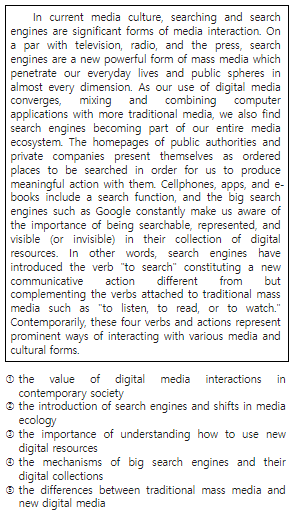 In current media culture, searching and search
engines are significant forms of media interaction. On
a par with television, radio, and the press, search
engines are a new powerful form of mass media which
penetrate our everyday lives and public spheres in
almost every dimension. As our use of digital media
converges, mixing and combining computer
applications with more traditional media, we also find
search engines becoming part of our entire media
ecosystem. The homepages of public authorities and
private companies present themselves as ordered
places to be searched in order for us to produce
meaningful action with them. Cellphones, apps, and e-
books include a search function, and the big search
engines such as Google constantly make us aware of
the importance of being searchable, represented, and
visible (or invisible) in their collection of digital
resources. In other words, search engines have
introduced the verb "to search" constituting a new
communicative action different from but
complementing the verbs attached to traditional mass
media such as "to listen, to read, or to watch."
Contemporarily, these four verbs and actions represent
prominent ways of interacting with various media and
cultural forms.
① the value of digital media interactions in
contemporary society
② the introduction of search engines and shifts in media
ecology
③ the importance of understanding how to use new
digital resources
④ the mechanisms of big search engines and their
digital collections
⑤ the differences between traditional mass media and
new digital media